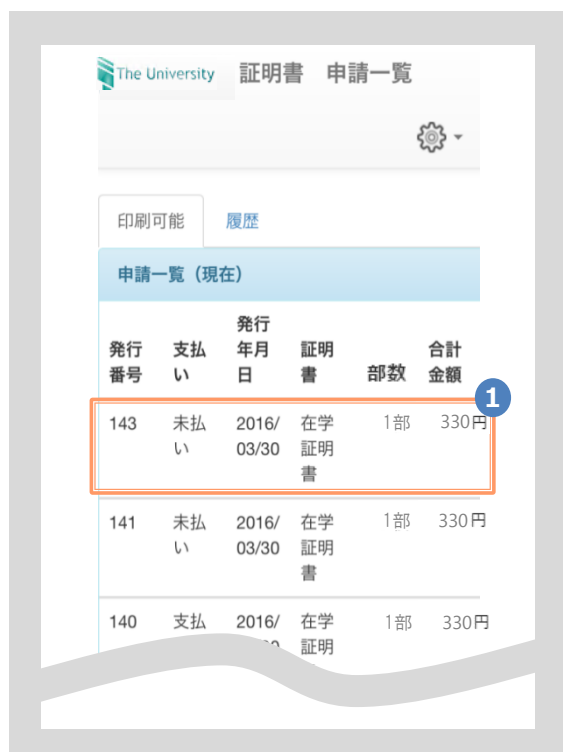 The University 証明書 申請一覧
印刷可能 履歴
申請一覧（現在）
発行番号 支払い 発行年月日 証明書 部数 合計金額
1
143 未払い 2016/03/30 在学証明書 1部 330円
141 未払い 2016/03/30 在学証明書 1部 330円
140 支払 2016/ 在学証明 1部 330円